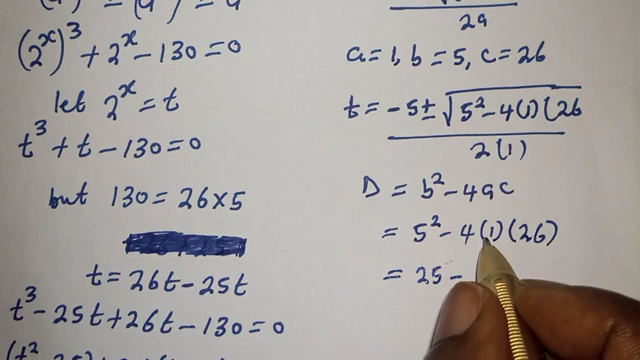 (2^x)^3 + 2^x - 130 = 0
let 2^x = t
t^3 + t - 130 = 0
but 130 = 26 × 5
t = 26t - 25t
t^3 - 25t + 26t - 130 = 0
2a
a = 1, b = 5, c = 26
t = -5 ± √5^2 - 4(1)(26
2(1)
D = b^2 - 4ac
= 5^2 - 4(1)(26)
= 25 -